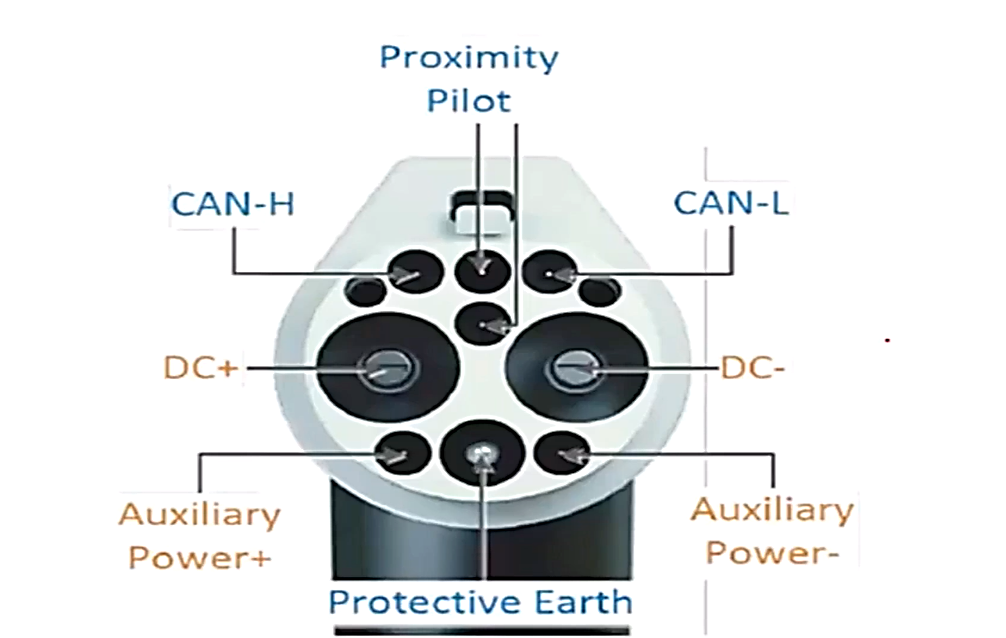 Proximity
Pilot
CAN-H
CAN-L
DC+
DC-
Auxiliary
Power+
Auxiliary
Power-
Protective Earth